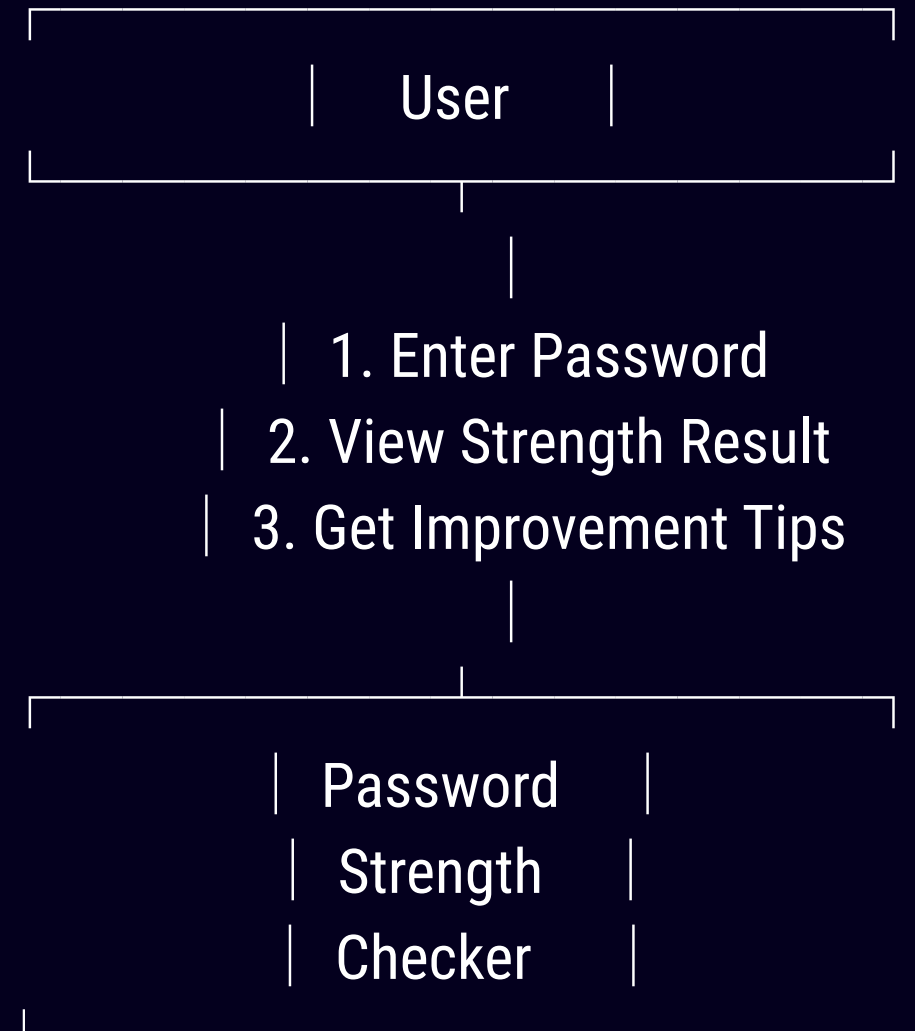 User
1. Enter Password
2. View Strength Result
3. Get Improvement Tips
Password
Strength
Checker